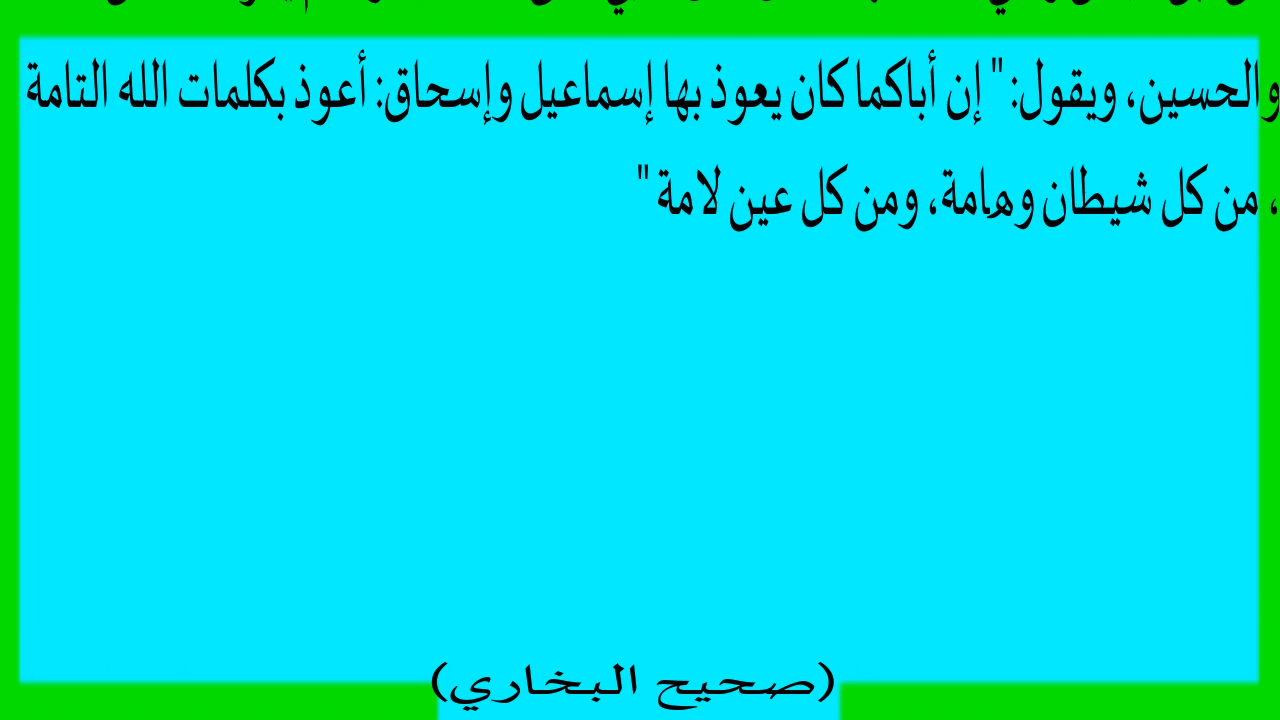 والحسين، ويقول: " إن أباكما كان يعوذ بها إسماعيل وإسحاق: أعوذ بكلمات الله التامة
، من كل شيطان وهامة، ومن كل عين لامة "
(صحيح البخاري)